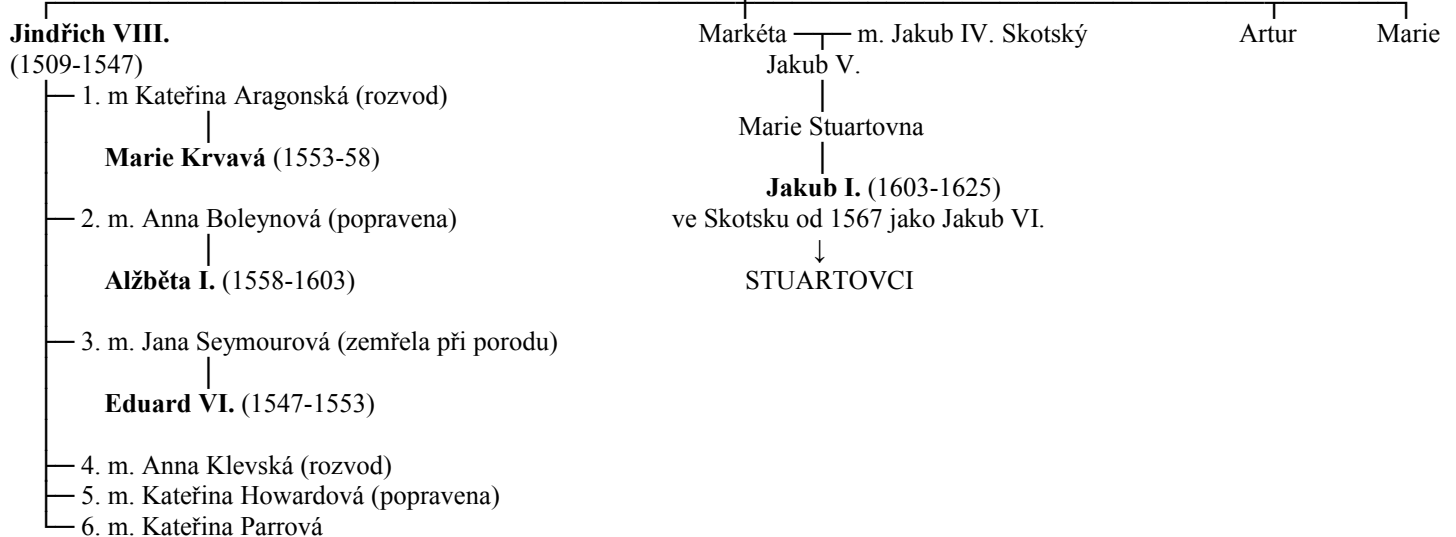 Jindřich VIII.
(1509-1547)
1. m Kateřina Aragonská (rozvod)
Marie Krvavá (1553-58)
2. m. Anna Boleynová (popravena)
Alžběta I. (1558-1603)
3. m. Jana Seymourová (zemřela při porodu)
Eduard VI. (1547-1553)
4. m. Anna Klevská (rozvod)
5. m. Kateřina Howardová (popravena)
6. m. Kateřina Parrová
Markéta m. Jakub IV. Skotský
Jakub V.
Marie Stuartovna
Jakub I. (1603-1625)
ve Skotsku od 1567 jako Jakub VI.
↓
STUARTOVCI
Artur
Marie